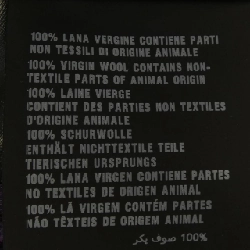 100% LANA VERGINE CONTIENE PARTI
NON TESSILI DI ORIGINE ANIMALE
100% VIRGIN WOOL CONTAINS NON-
TEXTILE PARTS OF ANIMAL ORIGIN
100% LAINE VIERGE
CONTIENT DES PARTIES NON TEXTILES
D'ORIGINE ANIMALE
100% SCHURWOLLE
ENTHÄLT NICHTTEXTILE TEILE
TIERISCHEN URSPRUNGS
100% LANA VIRGEN CONTIENE PARTES
NO TEXTILES DE ORIGEN ANIMAL
100% LÃ VIRGEM CONTÉM PARTES
NÃO TÊXTEIS DE ORIGEM ANIMAL
100% صوف بكر